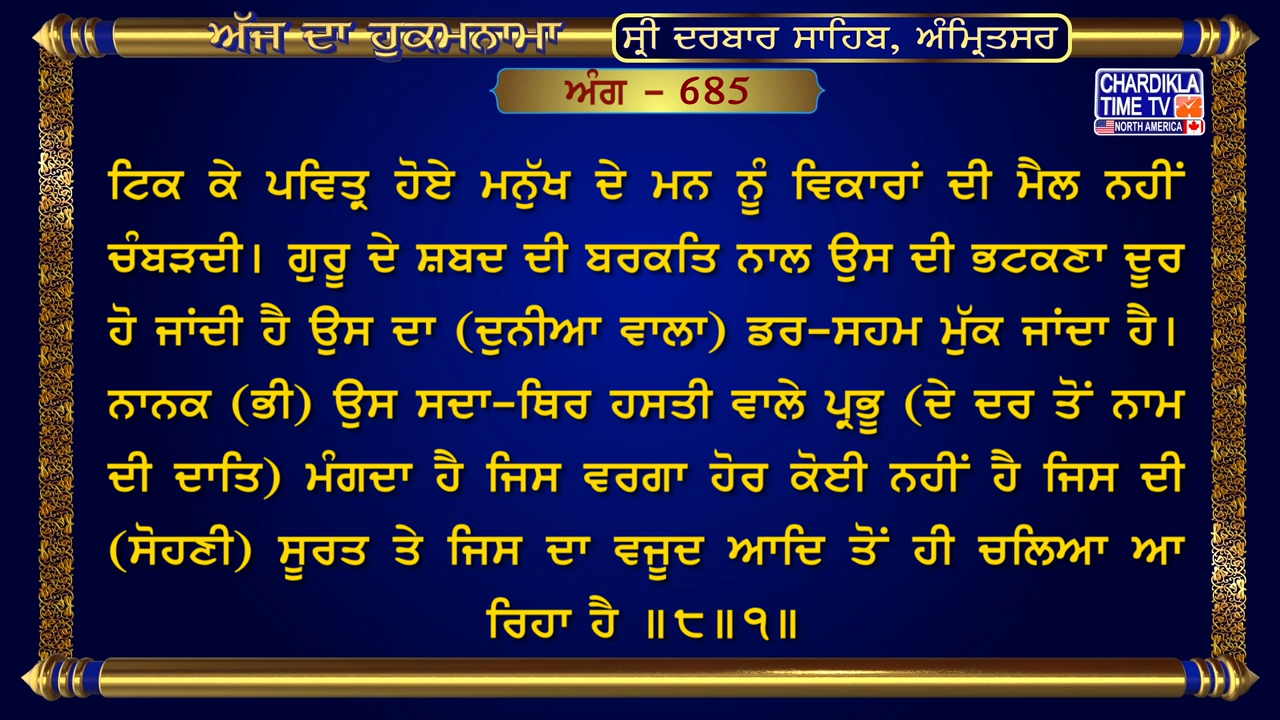 ਅੱਜ ਦਾ ਹੁਕਮਨਾਮਾ
ਸ੍ਰੀ ਦਰਬਾਰ ਸਾਹਿਬ, ਅੰਮ੍ਰਿਤਸਰ
ਅੰਗ - 685
CHARDIKLA
TIME TV
NORTH AMERICA
ਟਿਕ ਕੇ ਪਵਿਤ੍ਰ ਹੋਏ ਮਨੁੱਖ ਦੇ ਮਨ ਨੂੰ ਵਿਕਾਰਾਂ ਦੀ ਮੈਲ ਨਹੀਂ
ਚੰਬੜਦੀ। ਗੁਰੂ ਦੇ ਸ਼ਬਦ ਦੀ ਬਰਕਤਿ ਨਾਲ ਉਸ ਦੀ ਭਟਕਣਾ ਦੂਰ
ਹੋ ਜਾਂਦੀ ਹੈ ਉਸ ਦਾ (ਦੁਨੀਆ ਵਾਲਾ) ਡਰ-ਸਹਮ ਮੁੱਕ ਜਾਂਦਾ ਹੈ।
ਨਾਨਕ (ਭੀ) ਉਸ ਸਦਾ-ਥਿਰ ਹਸਤੀ ਵਾਲੇ ਪ੍ਰਭੂ (ਦੇ ਦਰ ਤੋਂ ਨਾਮ
ਦੀ ਦਾਤਿ) ਮੰਗਦਾ ਹੈ ਜਿਸ ਵਰਗਾ ਹੋਰ ਕੋਈ ਨਹੀਂ ਹੈ ਜਿਸ ਦੀ
(ਸੋਹਣੀ) ਸੂਰਤ ਤੇ ਜਿਸ ਦਾ ਵਜੂਦ ਆਦਿ ਤੋਂ ਹੀ ਚਲਿਆ ਆ
ਰਿਹਾ ਹੈ ॥੮॥੧॥